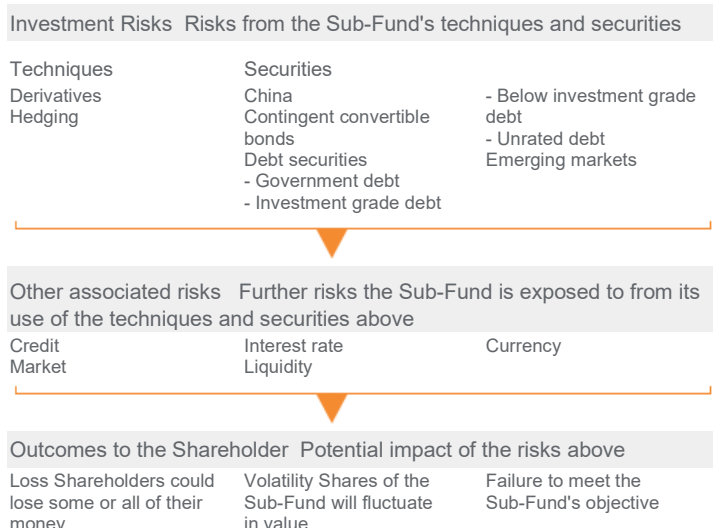 Investment Risks Risks from the Sub-Fund's techniques and securities
Techniques
Derivatives
Hedging
Securities
China
Contingent convertible
bonds
Debt securities
- Government debt
- Investment grade debt
- Below investment grade
debt
- Unrated debt
Emerging markets
Other associated risks Further risks the Sub-Fund is exposed to from its
use of the techniques and securities above
Credit
Market
Interest rate
Liquidity
Currency
Outcomes to the Shareholder Potential impact of the risks above
Loss Shareholders could
lose some or all of their
money
Volatility Shares of the
Sub-Fund will fluctuate
in value
Failure to meet the
Sub-Fund's objective